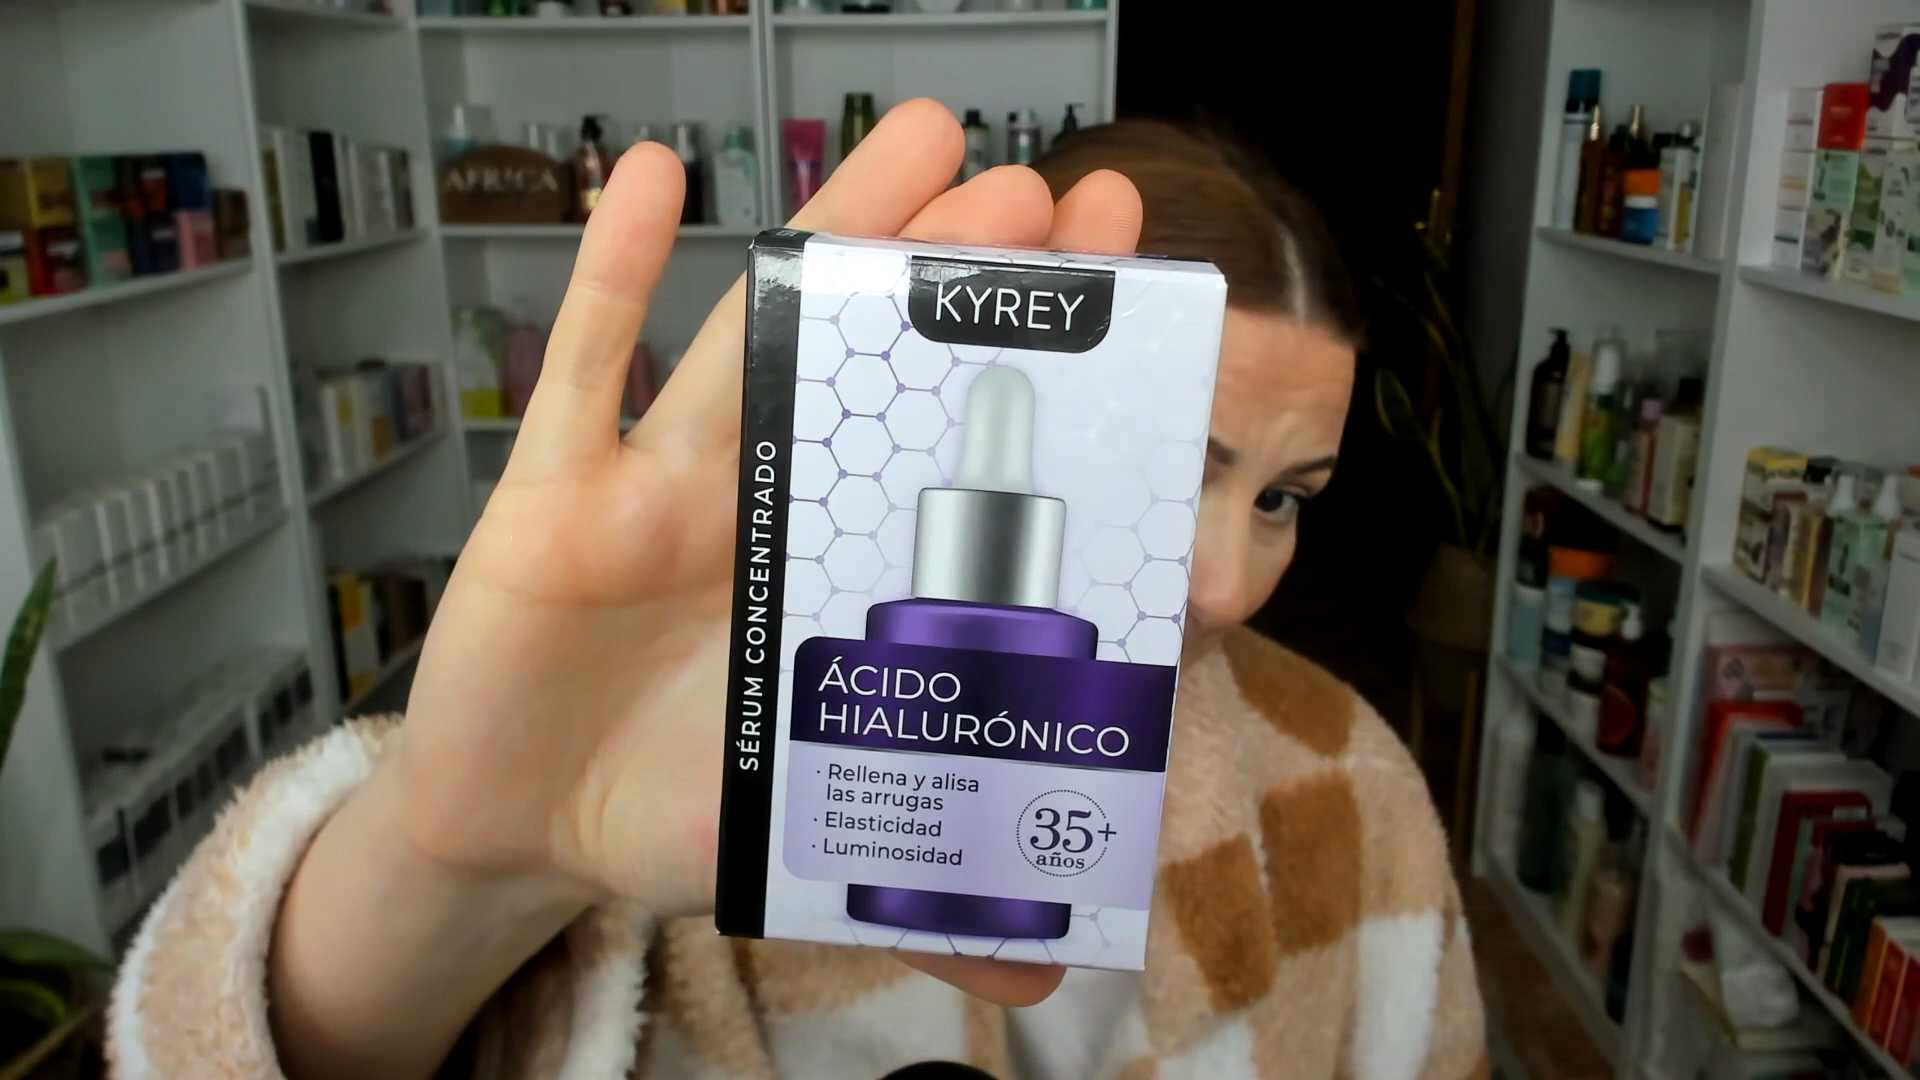 AFRICA
KYREY
SÉRUM CONCENTRADO
ÁCIDO
HIALURÓNICO
· Rellena y alisa
las arrugas
· Elasticidad
· Luminosidad
35+
años